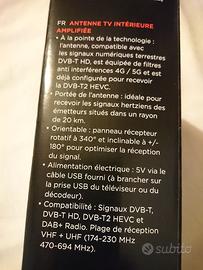 FR ANTENNE TV INTÉRIEURE
AMPLIFIÉE
• À la pointe de la technologie :
l'antenne, compatible avec
les signaux numériques terrestres
DVB-T HD, est équipée de filtres
anti interférences 4G / 5G et est
déjà configurée pour recevoir
la DVB-T2 HEVC.
• Portée de l'antenne : idéale pour
recevoir les signaux hertziens des
émetteurs situés dans un rayon
de 20 km.
• Orientable : panneau récepteur
rotatif à 340° et inclinable à +/-
180° pour optimiser la réception
du signal.
• Alimentation électrique : 5V via le
câble USB fourni (à brancher sur
la prise USB du téléviseur ou du
décodeur).
• Compatibilité : Signaux DVB-T,
DVB-T HD, DVB-T2 HEVC et
DAB+ Radio. Plage de réception
VHF + UHF (174-230 MHz
470-694 MHz).
subito